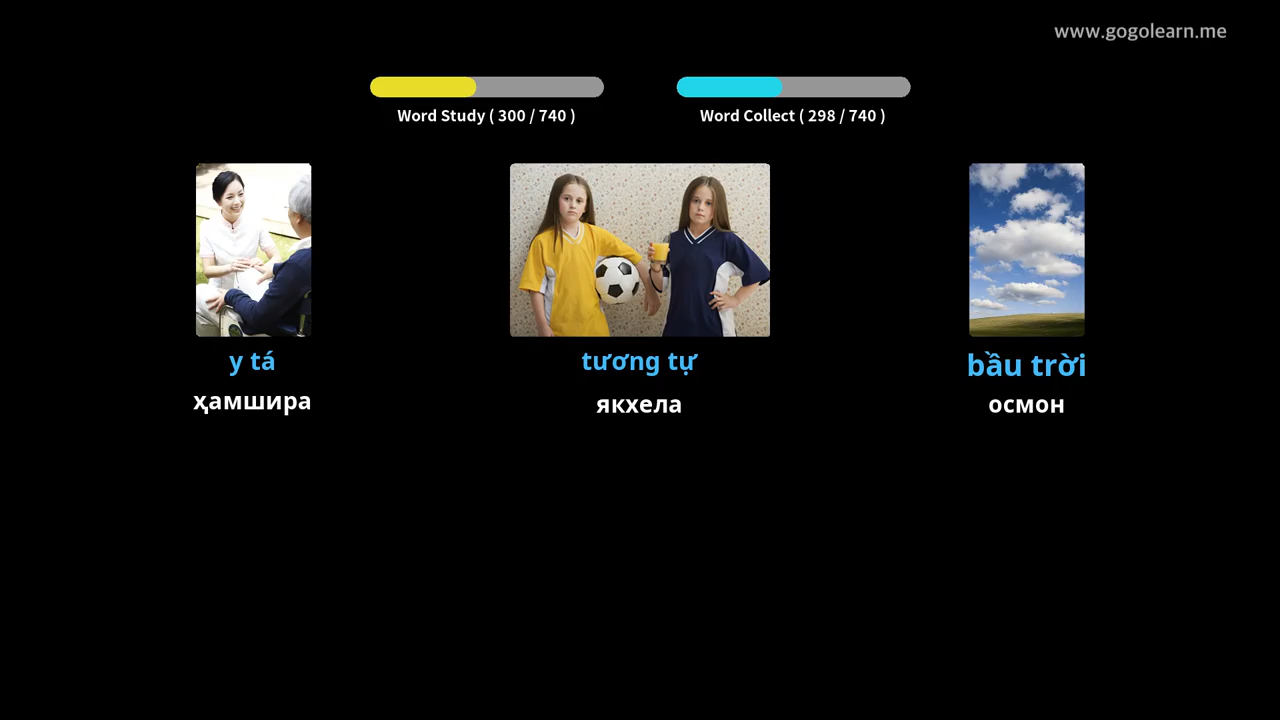 www.gogolearn.me
Word Study ( 300 / 740 )
Word Collect ( 298 / 740 )
y tá
tương tự
bầu trời
ҳамшира
якхела
осмон